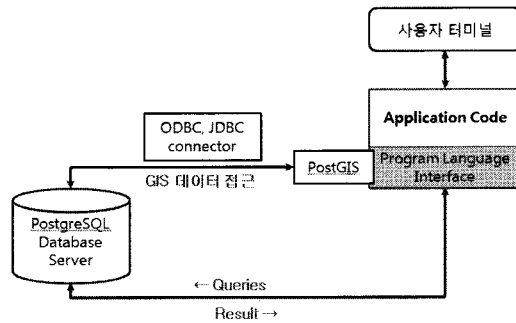 사용자 터미널
Application Code
ODBC, JDBC
connector
PostGIS
Program Language
Interface
GIS 데이터 접근
PostgreSQL
Database
Server
← Queries
Result →